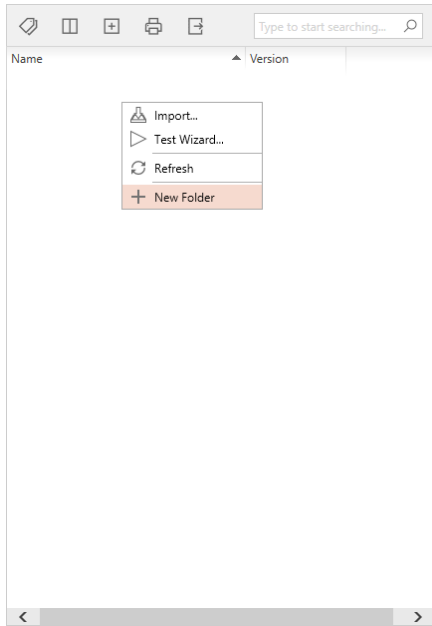 Type to start searching...
Name Version
Import...
Test Wizard...
Refresh
New Folder